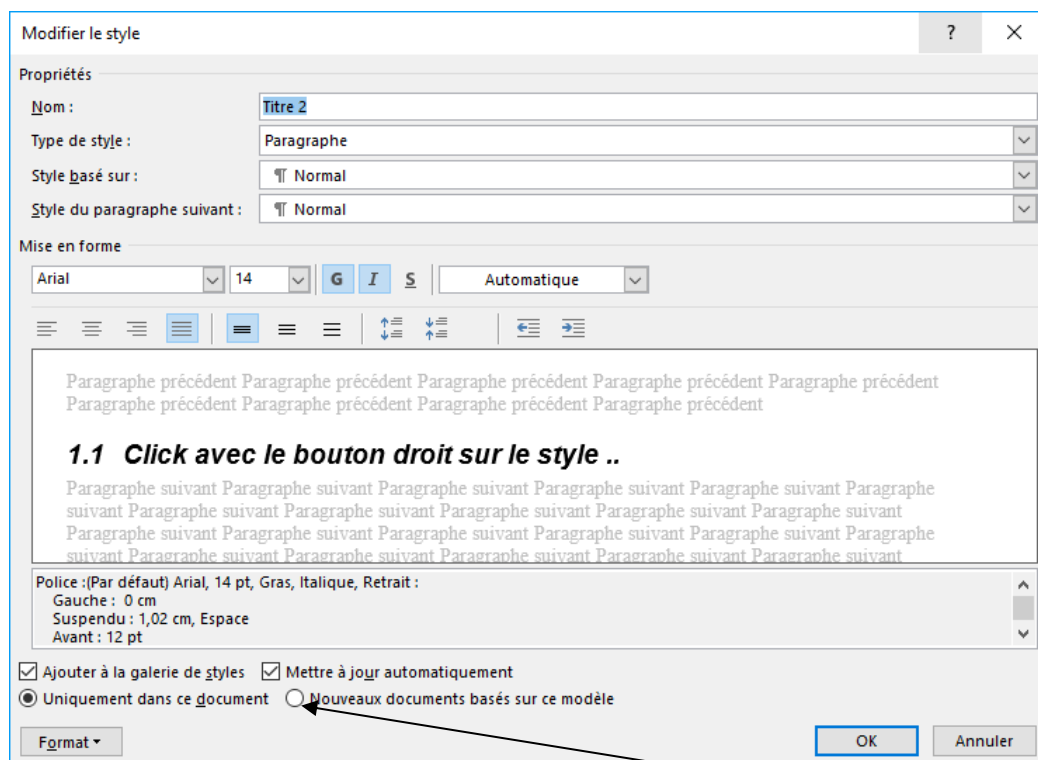 Modifier le style ?
Propriétés
Nom : Titre 2
Type de style : Paragraphe
Style basé sur : ¶ Normal
Style du paragraphe suivant : ¶ Normal
Mise en forme
Arial 14 G I S Automatique
Paragraphe précédent Paragraphe précédent Paragraphe précédent Paragraphe précédent Paragraphe précédent
Paragraphe précédent Paragraphe précédent Paragraphe précédent Paragraphe précédent
1.1 Click avec le bouton droit sur le style ..
Paragraphe suivant Paragraphe suivant Paragraphe suivant Paragraphe suivant Paragraphe suivant Paragraphe
suivant Paragraphe suivant Paragraphe suivant Paragraphe suivant Paragraphe suivant Paragraphe suivant
Paragraphe suivant Paragraphe suivant Paragraphe suivant Paragraphe suivant Paragraphe suivant Paragraphe
suivant Paragraphe suivant Paragraphe suivant Paragraphe suivant Paragraphe suivant Paragraphe suivant
Police :(Par défaut) Arial, 14 pt, Gras, Italique, Retrait :
Gauche : 0 cm
Suspendu : 1,02 cm, Espace
Avant : 12 pt
Ajouter à la galerie de styles Mettre à jour automatiquement
Uniquement dans ce document Nouveaux documents basés sur ce modèle
Format OK Annuler